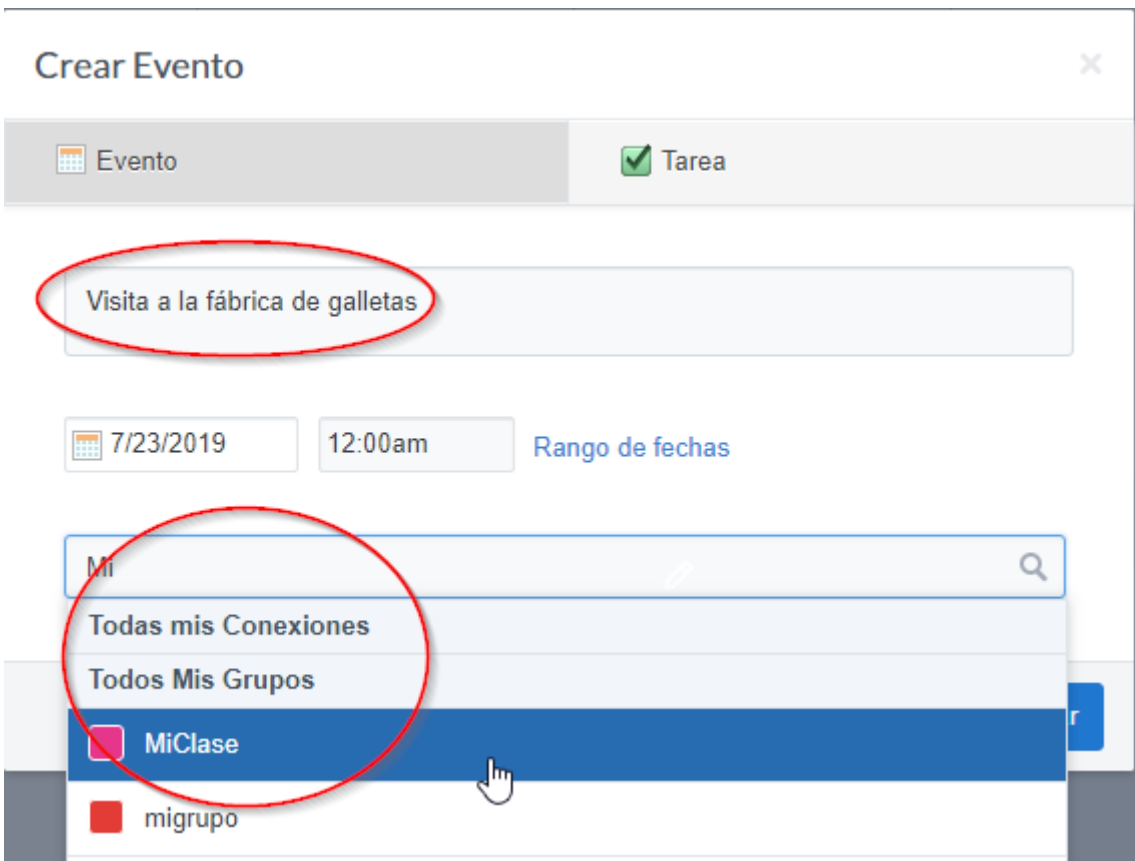 Crear Evento
Evento
Tarea
Visita a la fábrica de galletas
7/23/2019 12:00am Rango de fechas
Mi
Todas mis Conexiones
Todos Mis Grupos
r
MiClase
migrupo